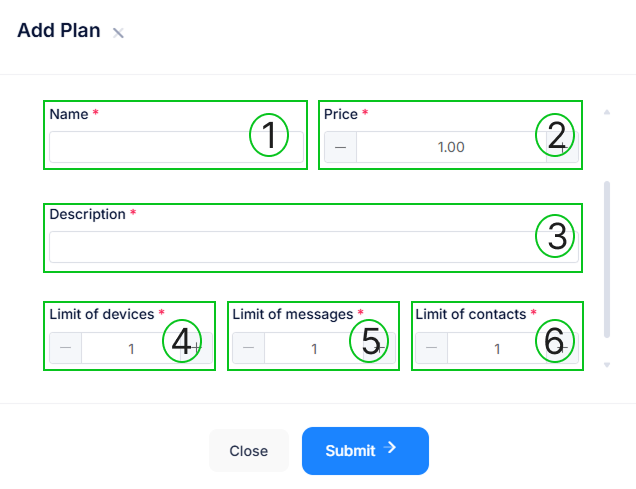 Add Plan
Name * Price *
1 2
1.00
Description *
3
Limit of devices * Limit of messages * Limit of contacts *
1 4 1 5 1 6
Close Submit